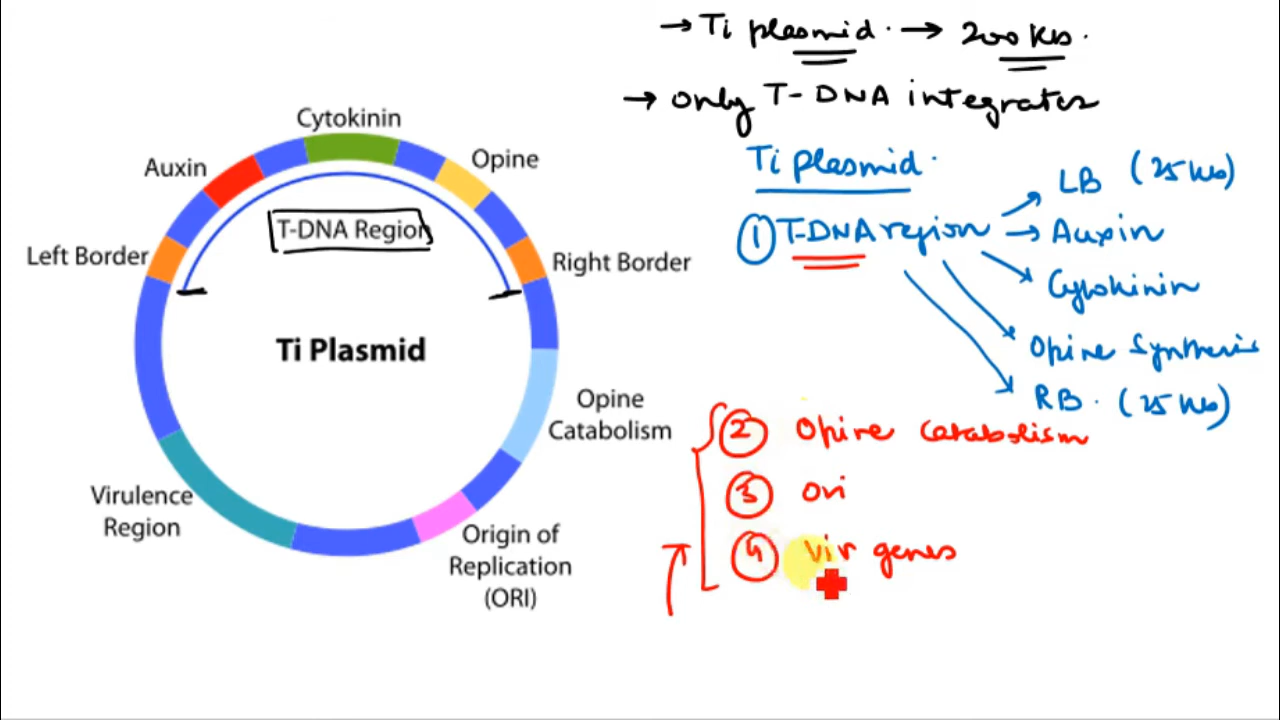 → Ti plasmid. → 200 Kb.
→ only T-DNA integrates
Cytokinin
Auxin
Opine
T-DNA Region
Left Border
Right Border
Ti Plasmid
Opine
Catabolism
Virulence
Region
Origin of
Replication
(ORI)
Ti plasmid.
① T-DNA region
→ LB (25 kb)
→ Auxin
Cytokinin
Opine Synthesis
RB. (25 kb)
② Opine catabolism
③ Ori
④ Vir genes